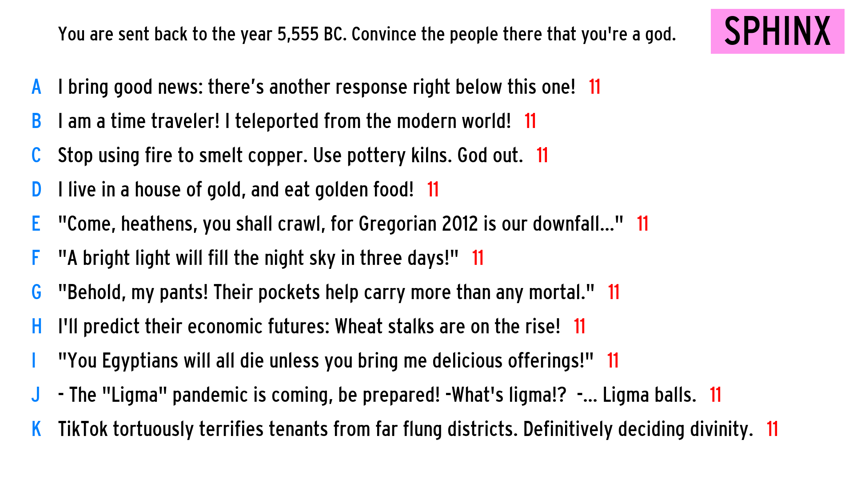 You are sent back to the year 5,555 BC. Convince the people there that you're a god.
SPHINX
A I bring good news: there's another response right below this one! 11
B I am a time traveler! I teleported from the modern world! 11
C Stop using fire to smelt copper. Use pottery kilns. God out. 11
D I live in a house of gold, and eat golden food! 11
E "Come, heathens, you shall crawl, for Gregorian 2012 is our downfall..." 11
F "A bright light will fill the night sky in three days!" 11
G "Behold, my pants! Their pockets help carry more than any mortal." 11
H I'll predict their economic futures: Wheat stalks are on the rise! 11
I "You Egyptians will all die unless you bring me delicious offerings!" 11
J - The "Ligma" pandemic is coming, be prepared! -What's ligma!? -... Ligma balls. 11
K TikTok tortuously terrifies tenants from far flung districts. Definitively deciding divinity. 11